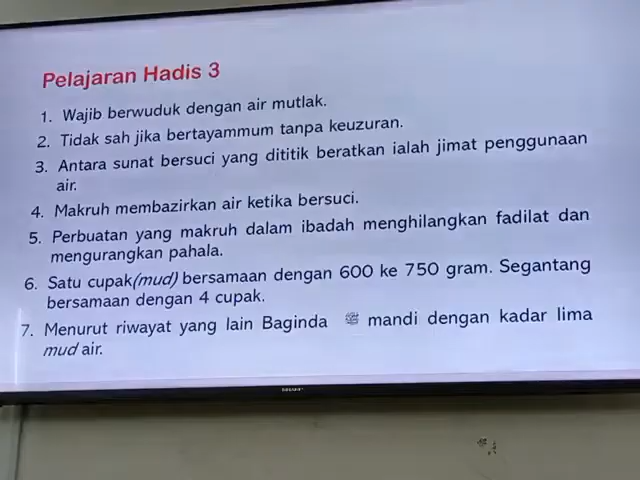 Pelajaran Hadis 3
1. Wajib berwuduk dengan air mutlak.
2. Tidak sah jika bertayammum tanpa keuzuran.
3. Antara sunat bersuci yang dititik beratkan ialah jimat penggunaan
air.
4. Makruh membazirkan air ketika bersuci.
5. Perbuatan yang makruh dalam ibadah menghilangkan fadilat dan
mengurangkan pahala.
6. Satu cupak(mud) bersamaan dengan 600 ke 750 gram. Segantang
bersamaan dengan 4 cupak.
7. Menurut riwayat yang lain Baginda ﷺ mandi dengan kadar lima
mud air.